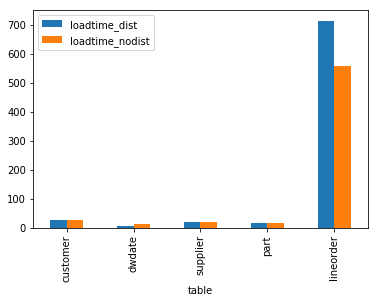 loadtime_dist
loadtime_nodist
700
600
500
400
300
200
100
0
customer
dwdate
supplier
part
lineorder
table